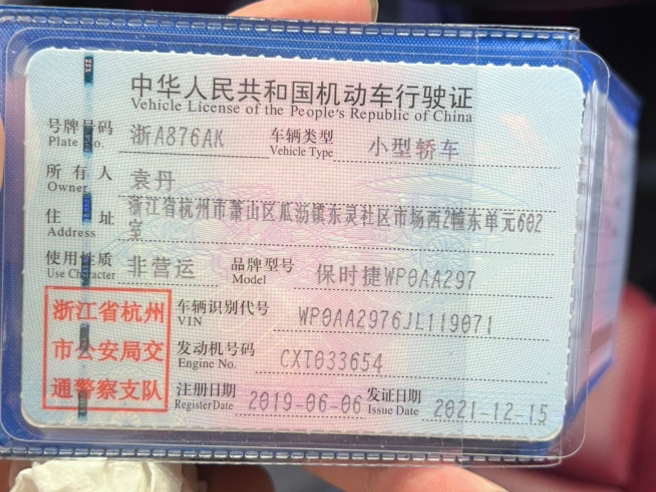 中华人民共和国机动车行驶证
Vehicle License of the People's Republic of China
号牌号码 浙A876AK 车辆类型 小型轿车
Plate No. Vehicle Type
所有人 袁丹
Owner
住址 浙江省杭州市萧山区瓜沥镇东灵社区市场西2幢东单元602
Address 室
使用性质 非营运 品牌型号 保时捷WP0AA297
Use Character Model
浙江省杭州 车辆识别代号 WP0AA2976JL119071
VIN
市公安局交 发动机号码 CXT033654
Engine No.
通警察支队 注册日期 2019-06-06 发证日期 2021-12-15
Register Date Issue Date